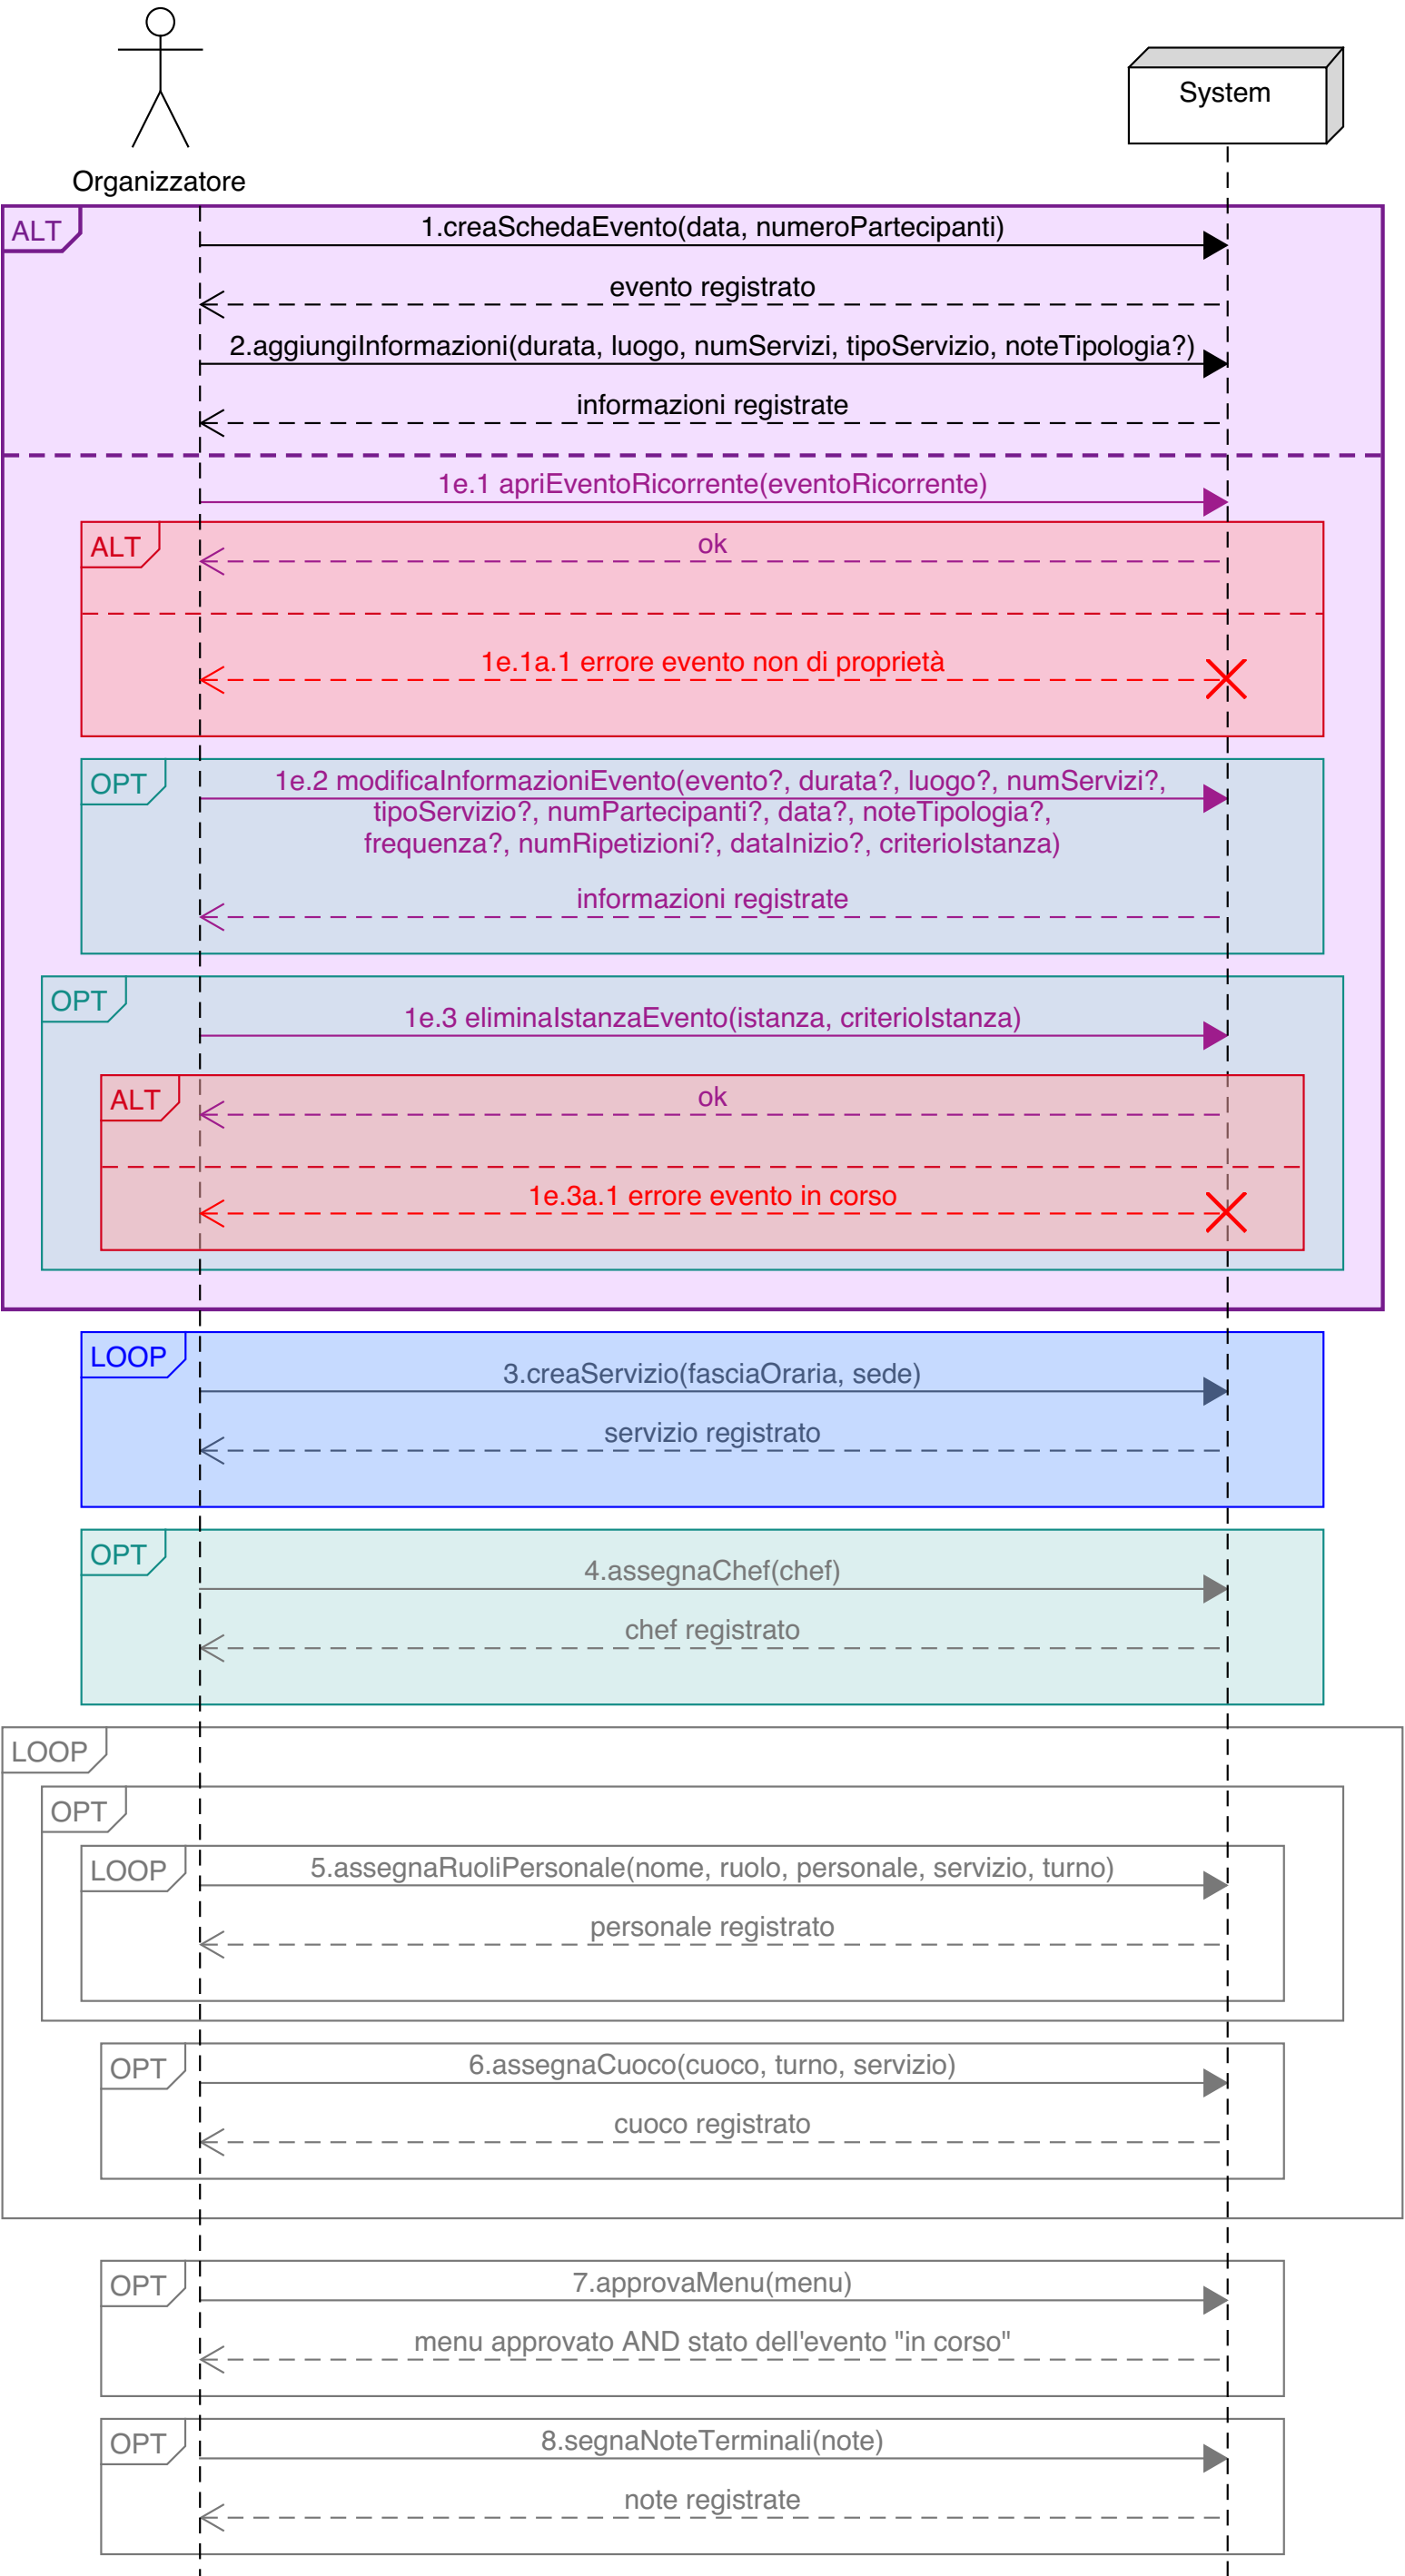 System
Organizzatore
ALT
1.creaSchedaEvento(data, numeroPartecipanti)
evento registrato
2.aggiungiInformazioni(durata, luogo, numServizi, tipoServizio, noteTipologia?)
informazioni registrate
1e.1 apriEventoRicorrente(eventoRicorrente)
ALT
ok
1e.1a.1 errore evento non di proprietà
OPT
1e.2 modificaInformazioniEvento(evento?, durata?, luogo?, numServizi?,
tipoServizio?, numPartecipanti?, data?, noteTipologia?,
frequenza?, numRipetizioni?, dataInizio?, criterioIstanza)
informazioni registrate
OPT
1e.3 eliminaIstanzaEvento(istanza, criterioIstanza)
ALT
ok
1e.3a.1 errore evento in corso
LOOP
3.creaServizio(fasciaOraria, sede)
servizio registrato
OPT
4.assegnaChef(chef)
chef registrato
LOOP
OPT
LOOP
5.assegnaRuoliPersonale(nome, ruolo, personale, servizio, turno)
personale registrato
OPT
6.assegnaCuoco(cuoco, turno, servizio)
cuoco registrato
OPT
7.approvaMenu(menu)
menu approvato AND stato dell'evento "in corso"
OPT
8.segnaNoteTerminali(note)
note registrate